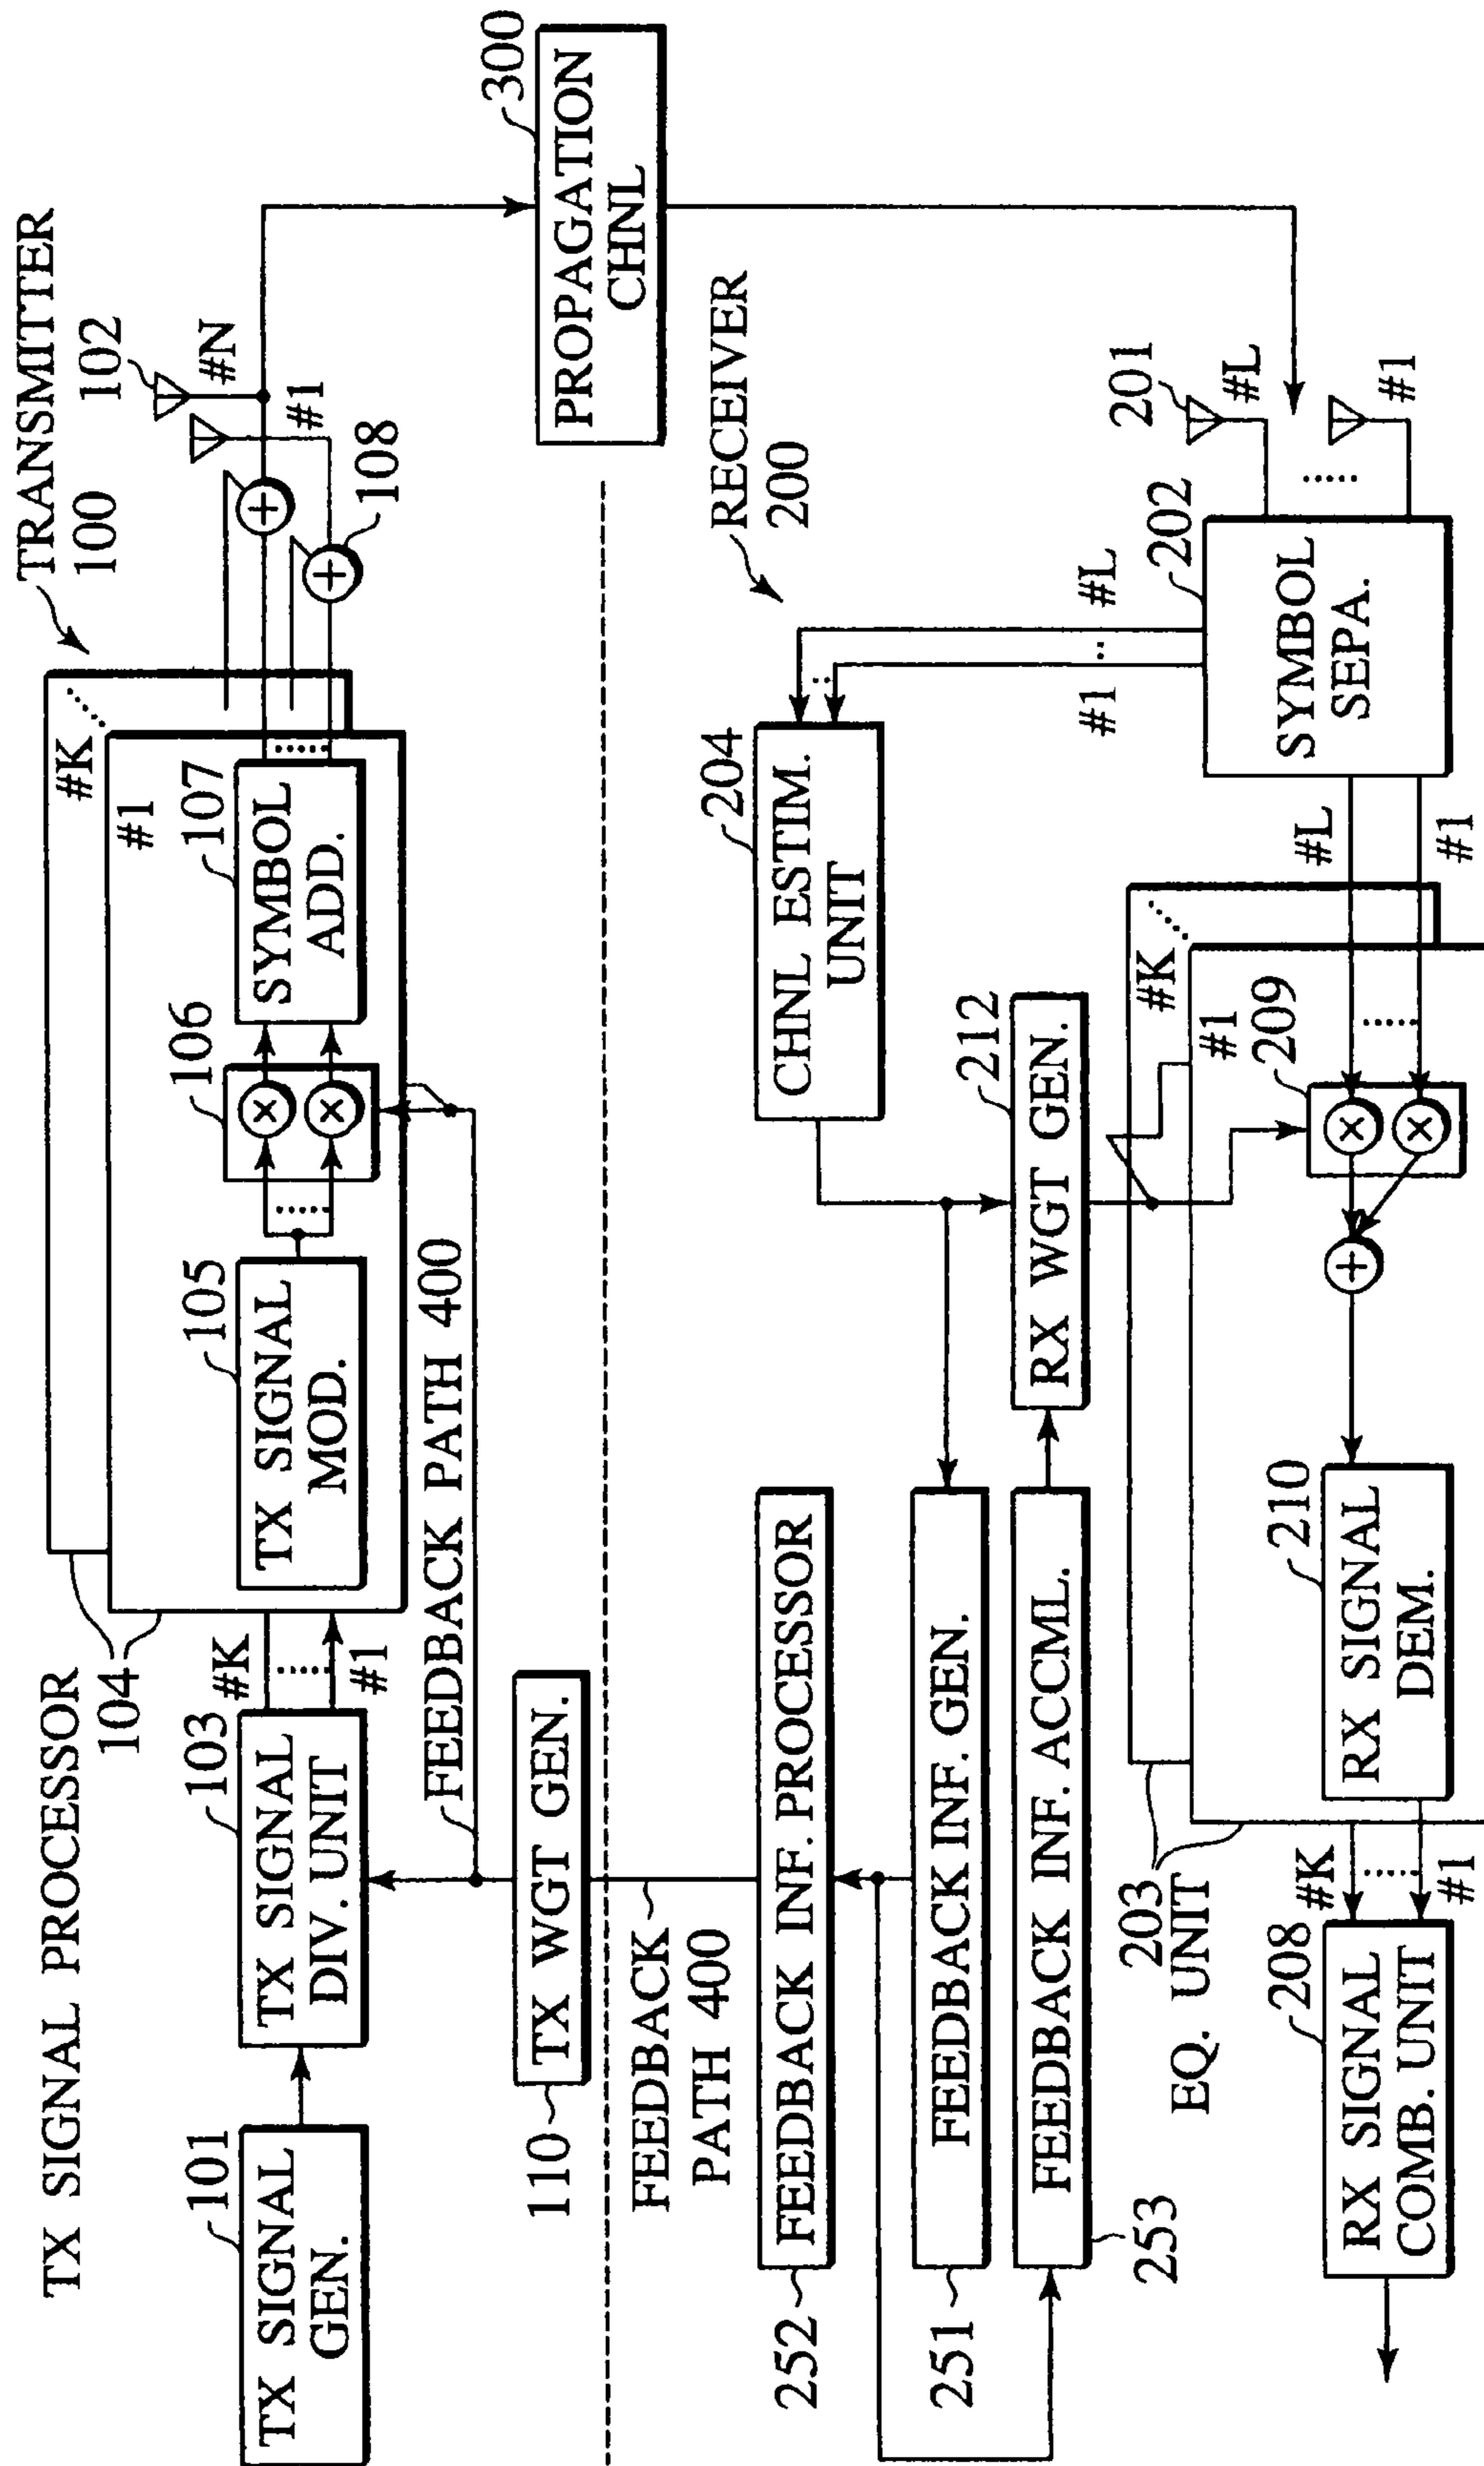 TX SIGNAL PROCESSOR
104
TRANSMITTER
100
101
TX SIGNAL
GEN.
103
TX SIGNAL
DIV. UNIT
#K
#1
105
TX SIGNAL
MOD.
106
107
SYMBOL
ADD.
#1
#K
108
102
#N
#1
FEEDBACK PATH 400
110
TX WGT GEN.
300
PROPAGATION
CHNL
FEEDBACK
PATH 400
RECEIVER
200
252
FEEDBACK INF. PROCESSOR
204
CHNL ESTIM.
UNIT
#1
#L
251
FEEDBACK INF. GEN.
253
FEEDBACK INF. ACCML.
212
RX WGT GEN.
201
#L
#1
202
SYMBOL
SEPA.
#L
#1
203
EQ. UNIT
#K
#1
209
210
RX SIGNAL
DEM.
#K
#1
208
RX SIGNAL
COMB. UNIT